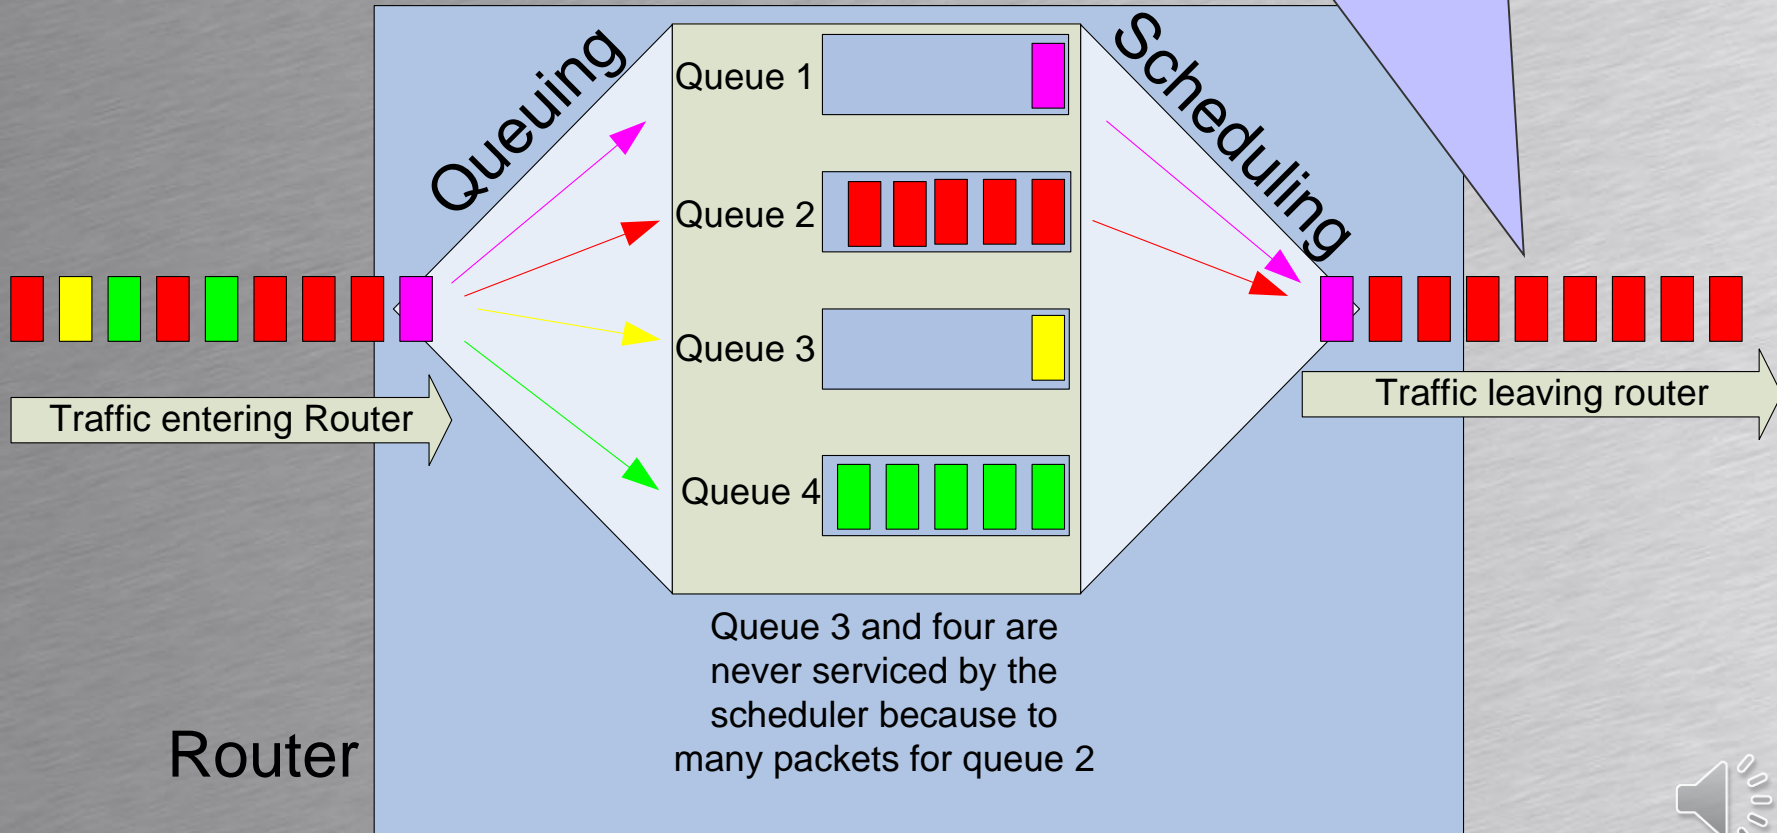 Queuing
Scheduling
Queue 1
Queue 2
Queue 3
Queue 4
Traffic entering Router
Traffic leaving router
Queue 3 and four are
never serviced by the
scheduler because to
many packets for queue 2
Router